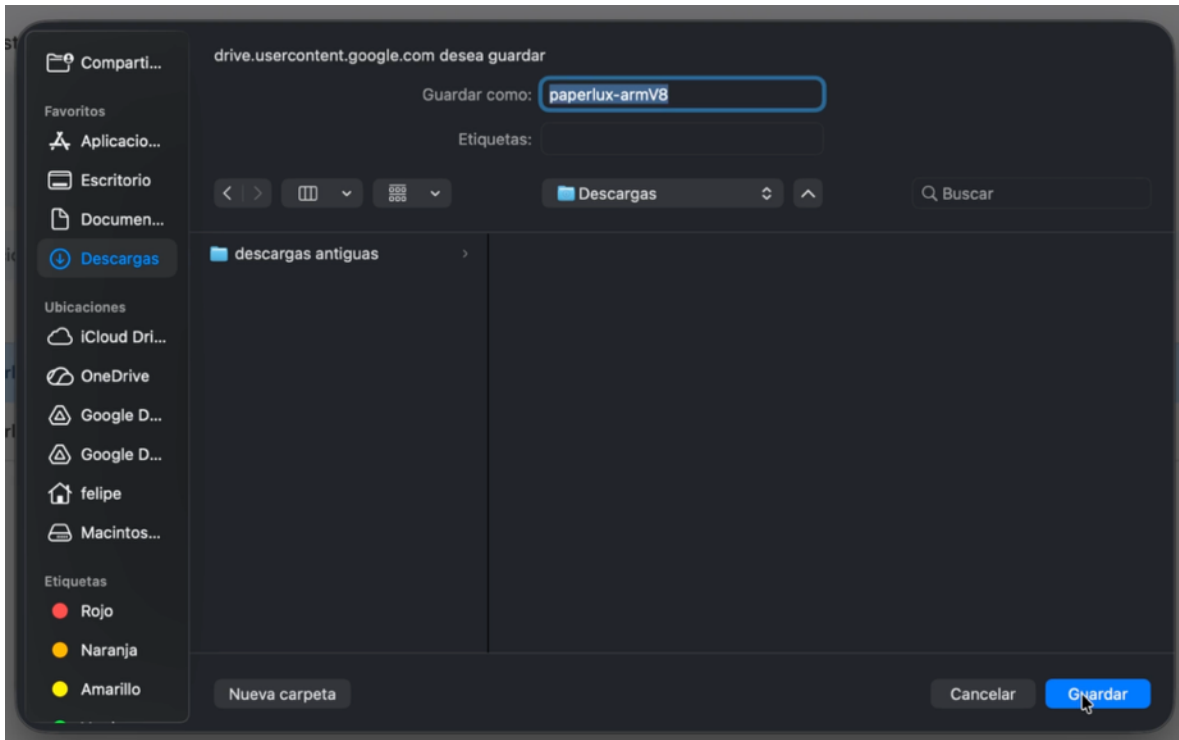 Comparti...
Favoritos
Aplicacio...
Escritorio
Documen...
Descargas
Ubicaciones
iCloud Dri...
OneDrive
Google D...
Google D...
felipe
Macintos...
Etiquetas
Rojo
Naranja
Amarillo
drive.usercontent.google.com desea guardar
Guardar como: paperlux-armV8
Etiquetas:
Descargas
Buscar
descargas antiguas
Nueva carpeta
Cancelar
Guardar